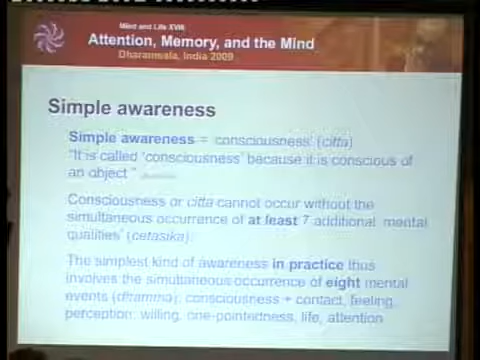 Mind and Life XVIII
Attention, Memory, and the Mind
Dharamsala, India 2009
Simple awareness
Simple awareness = 'consciousness' (citta)
"It is called 'consciousness' because it is conscious of
an object."
Consciousness or citta cannot occur without the
simultaneous occurrence of at least 7 additional 'mental
qualities' (cetasika).
The simplest kind of awareness in practice thus
involves the simultaneous occurrence of eight mental
events (dhamma): consciousness + contact, feeling,
perception, willing, one-pointedness, life, attention